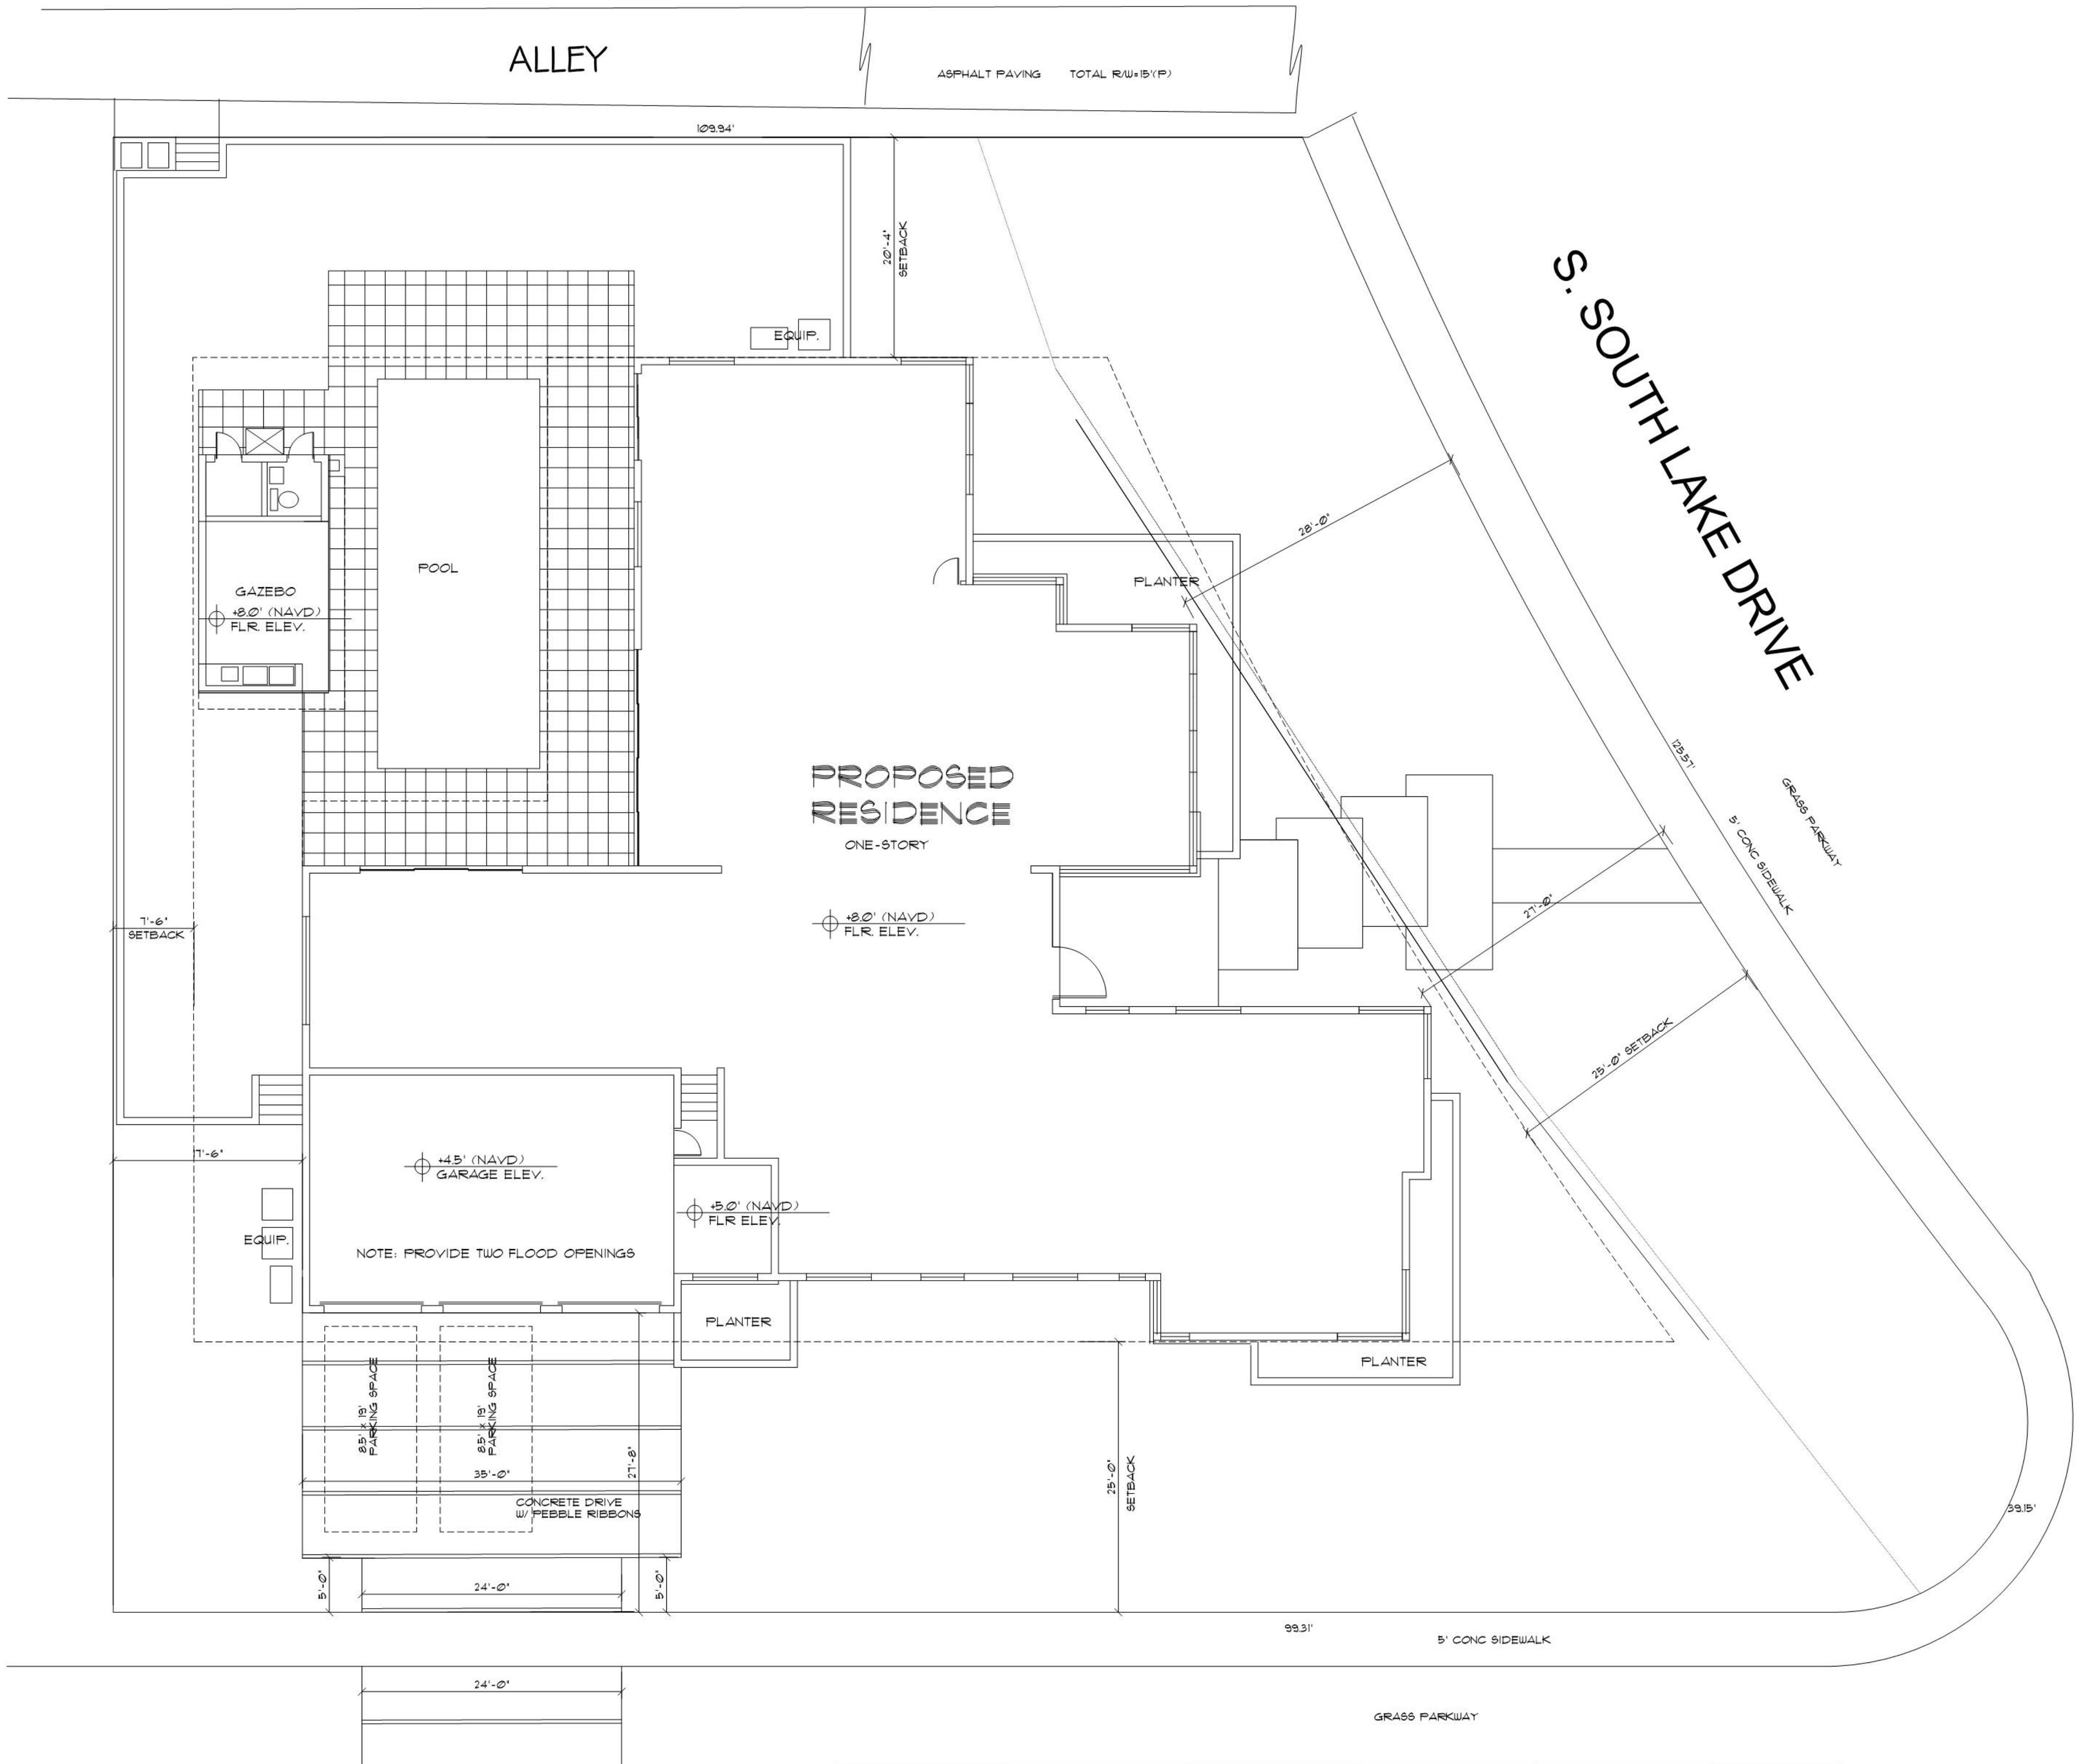 ALLEY
ASPHALT PAVING TOTAL R/W=15'(P)
109.94'
20'-4"
SETBACK
S. SOUTH LAKE DRIVE
EQUIP.
28'-0"
POOL
PLANTER
GAZEBO
+8.0' (NAVD)
FLR. ELEV.
125.57'
GRASS PARKWAY
5' CONC SIDEWALK
PROPOSED
RESIDENCE
ONE-STORY
27'-0"
7'-6"
SETBACK
+8.0' (NAVD)
FLR. ELEV.
25'-0" SETBACK
17'-6"
+4.5' (NAVD)
GARAGE ELEV.
+5.0' (NAVD)
FLR ELEV.
EQUIP.
NOTE: PROVIDE TWO FLOOD OPENINGS
PLANTER
PLANTER
8.5' x 19'
PARKING SPACE
8.5' x 19'
PARKING SPACE
27'-8"
35'-0"
25'-0"
SETBACK
CONCRETE DRIVE
W/ PEBBLE RIBBONS
39.15'
5'-0"
24'-0"
5'-0"
99.31'
5' CONC SIDEWALK
24'-0"
GRASS PARKWAY